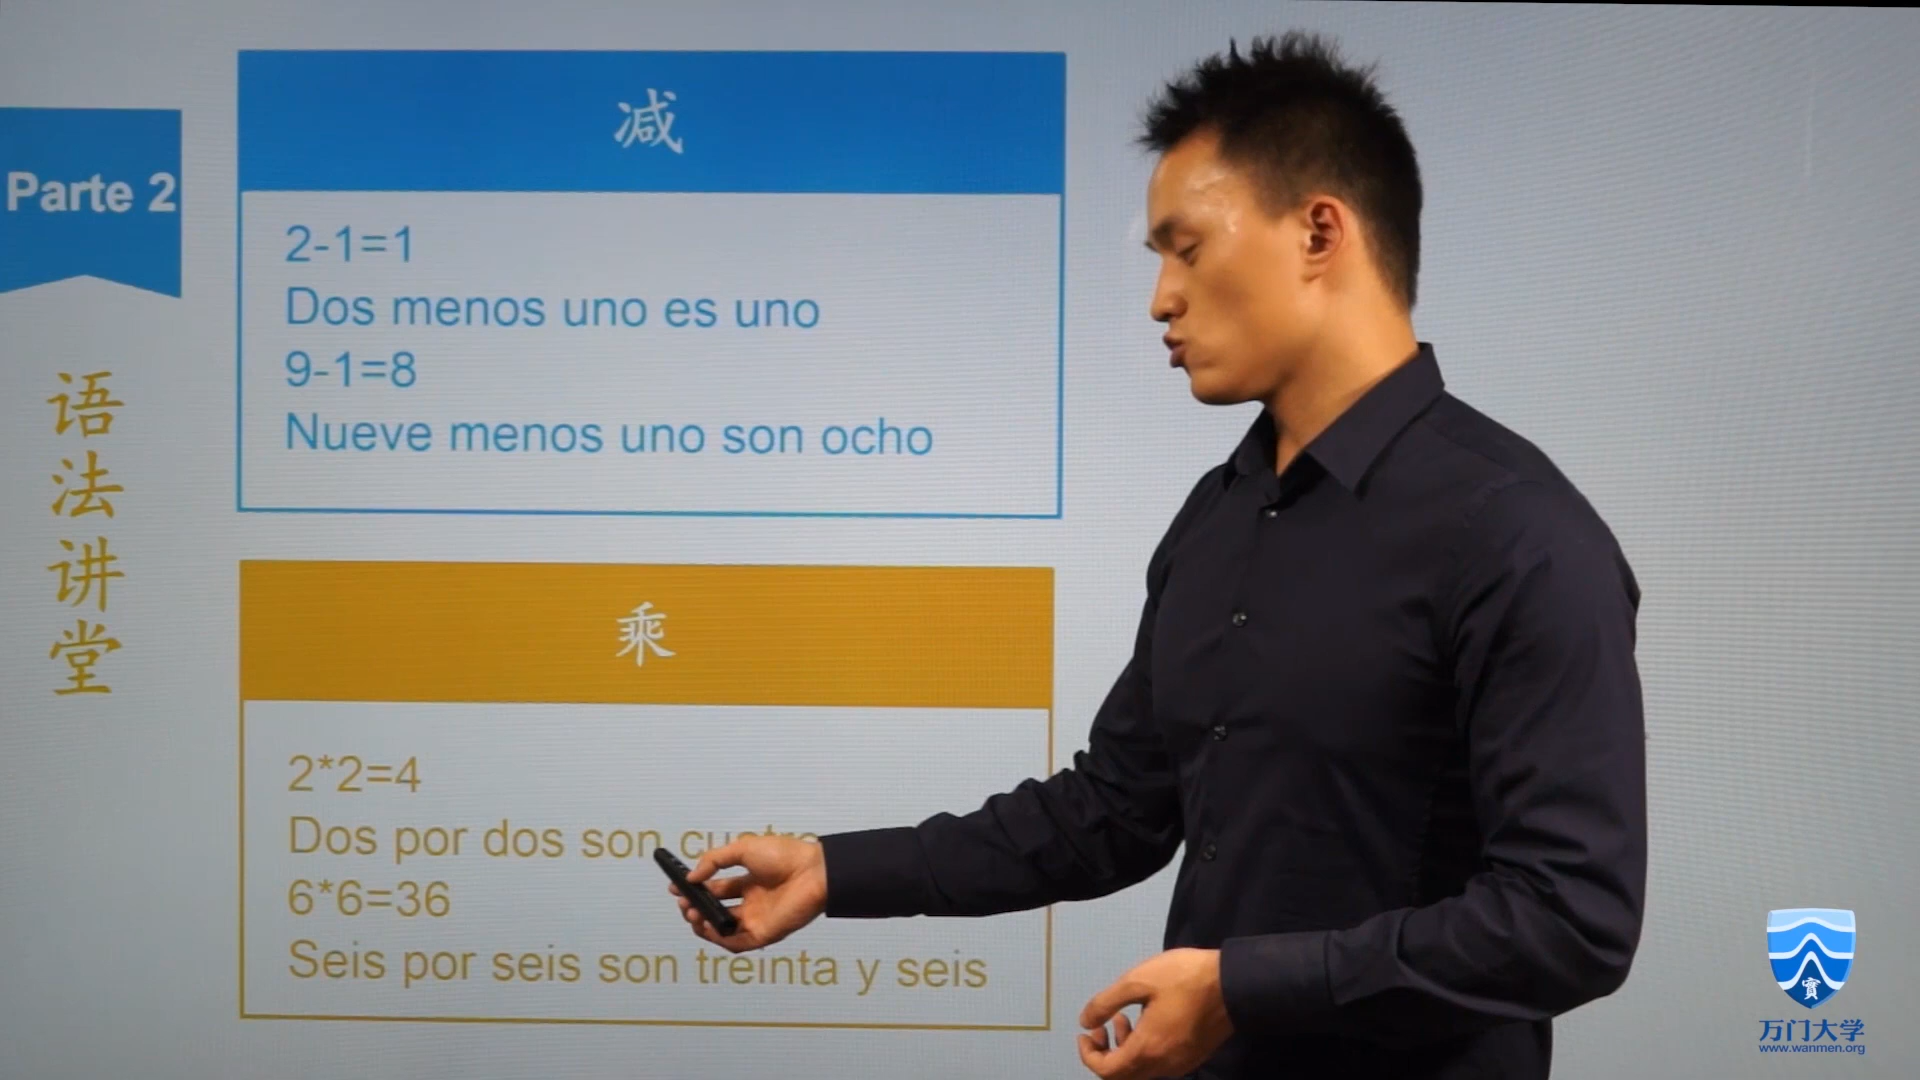 Parte 2
语法讲堂
减
2-1=1
Dos menos uno es uno
9-1=8
Nueve menos uno son ocho
乘
2*2=4
Dos por dos son cuatro
6*6=36
Seis por seis son treinta y seis
實
万门大学
www.wanmen.org